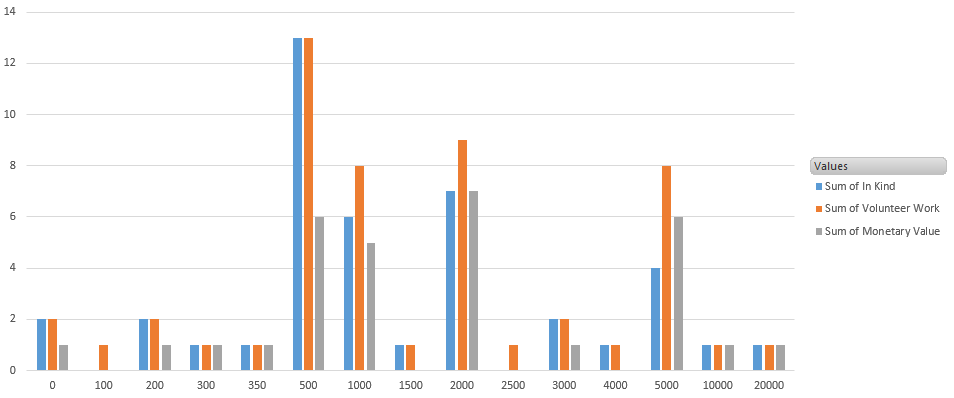 14
12
10
8
6
4
2
0
0 100 200 300 350 500 1000 1500 2000 2500 3000 4000 5000 10000 20000
Values
Sum of In Kind
Sum of Volunteer Work
Sum of Monetary Value